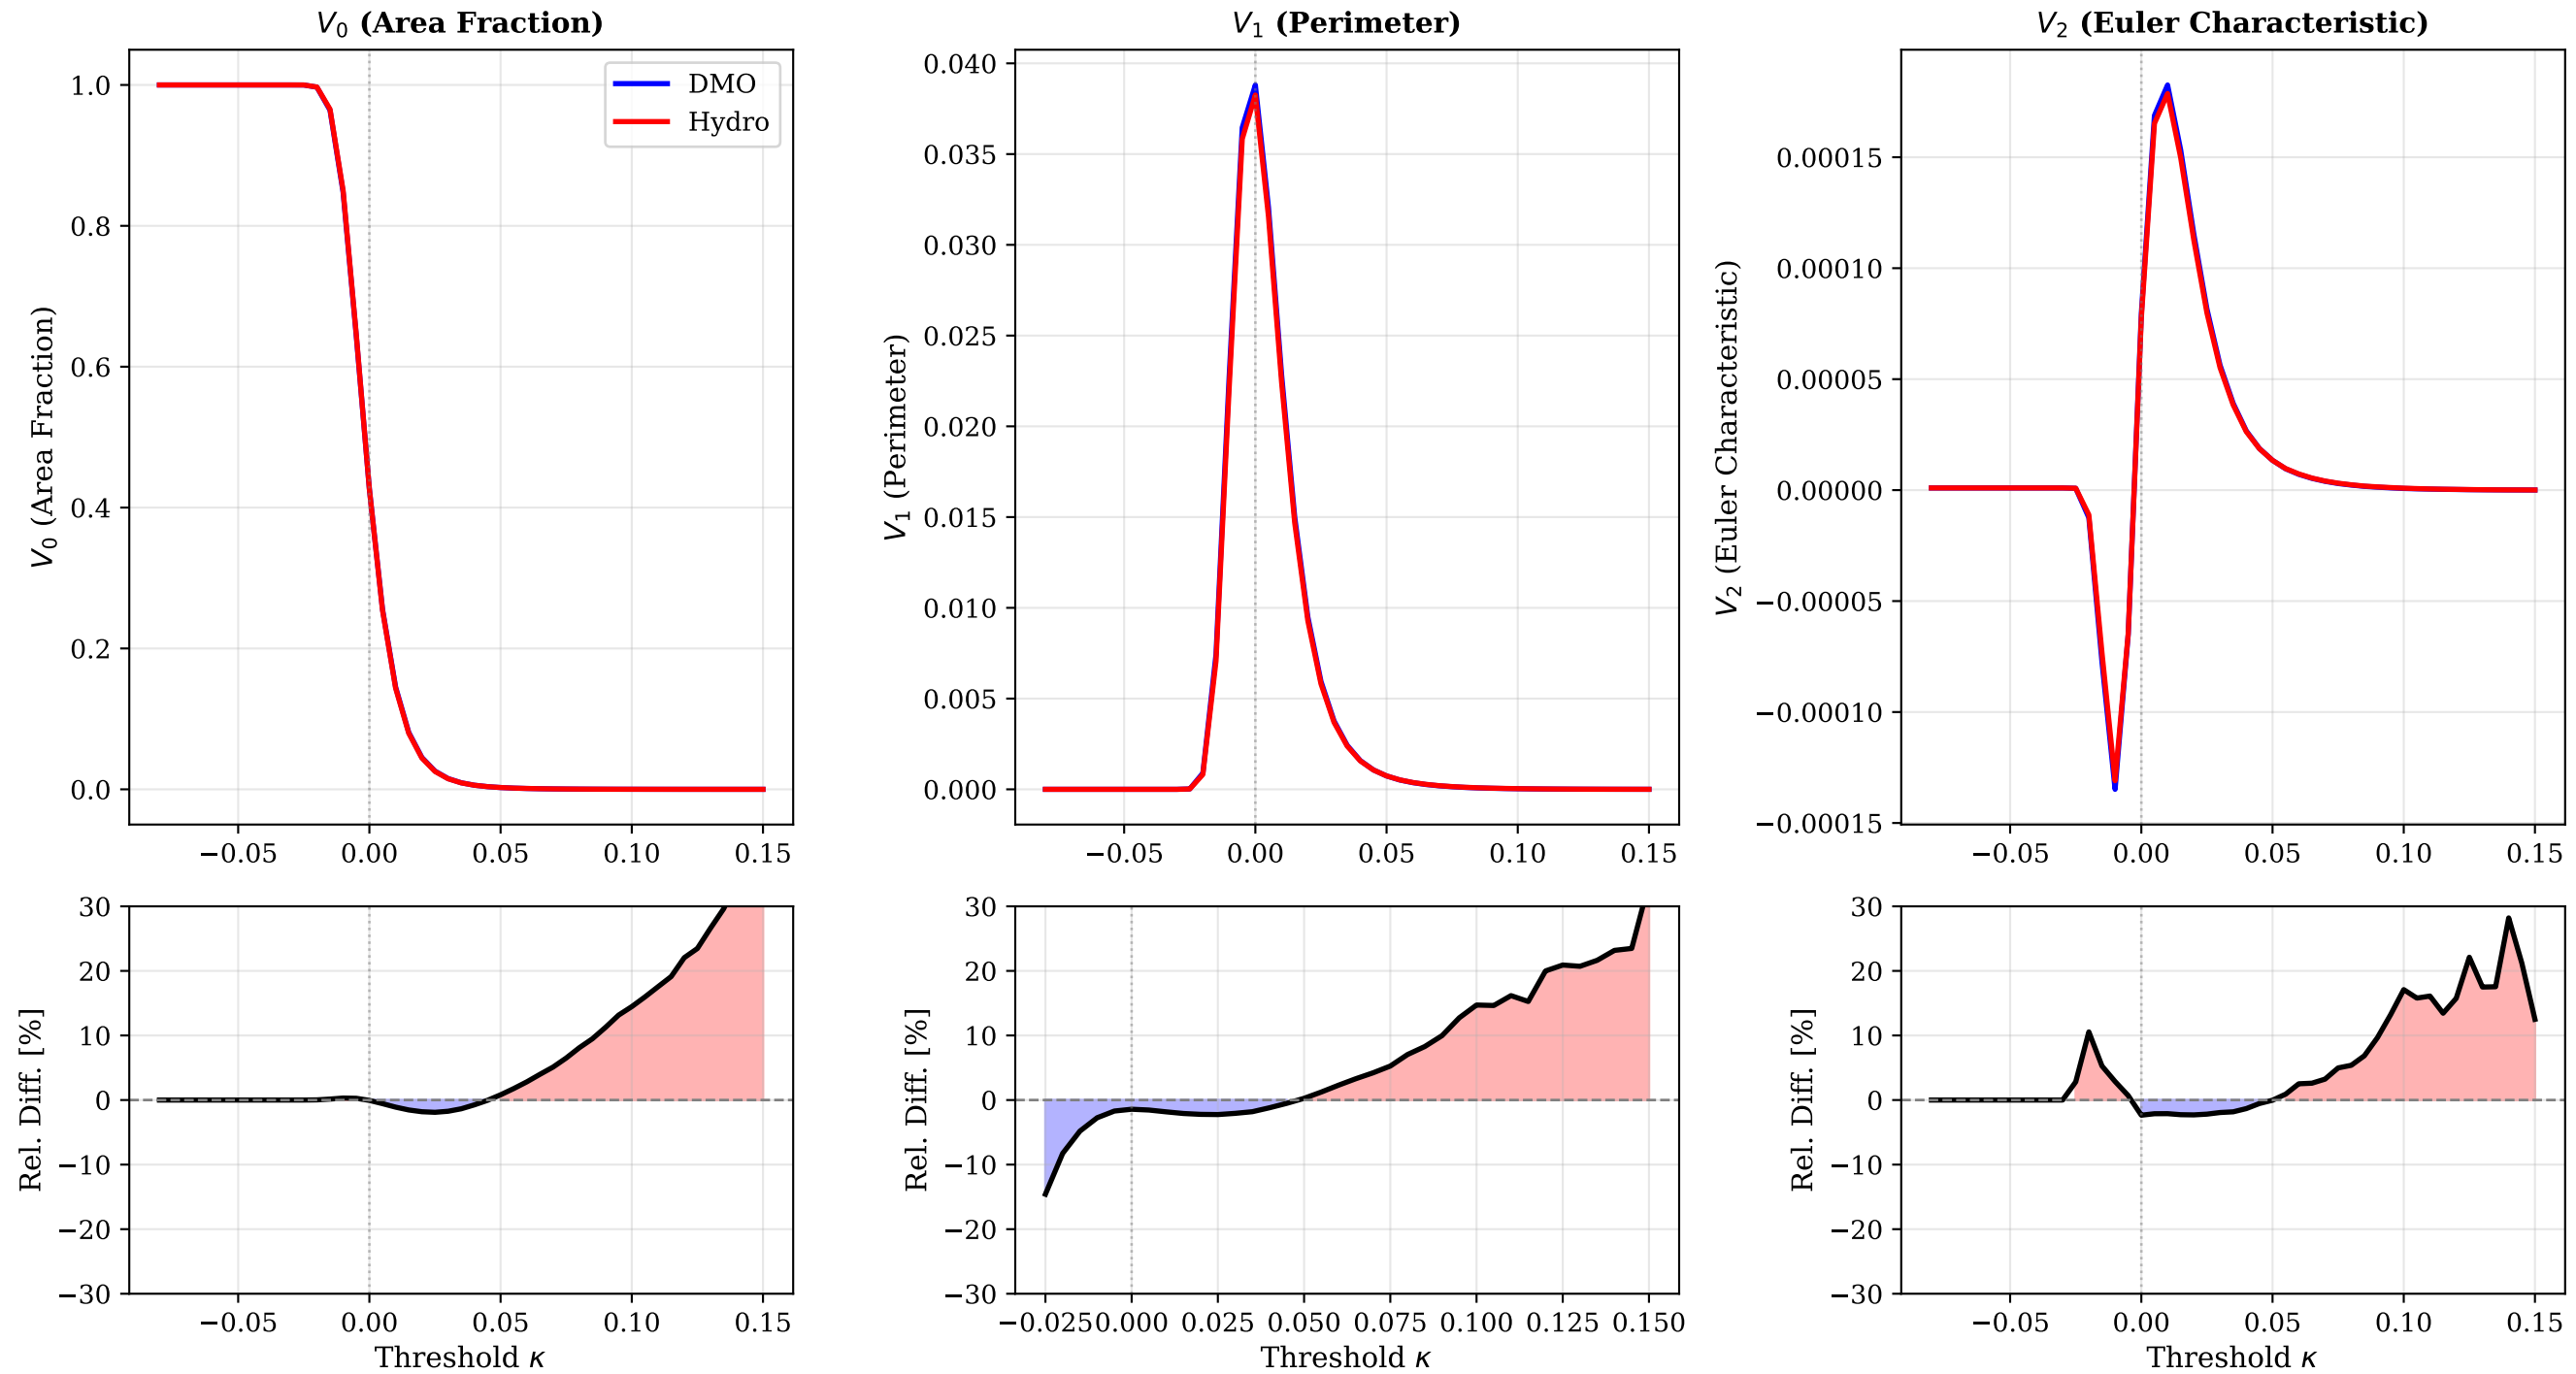 V₀ (Area Fraction)
V₀ (Area Fraction)
1.0
0.8
0.6
0.4
0.2
0.0
−0.05 0.00 0.05 0.10 0.15
DMO
Hydro
V₁ (Perimeter)
V₁ (Perimeter)
0.040
0.035
0.030
0.025
0.020
0.015
0.010
0.005
0.000
−0.05 0.00 0.05 0.10 0.15
V₂ (Euler Characteristic)
V₂ (Euler Characteristic)
0.00015
0.00010
0.00005
0.00000
−0.00005
−0.00010
−0.00015
−0.05 0.00 0.05 0.10 0.15
Rel. Diff. [%]
30
20
10
0
−10
−20
−30
−0.05 0.00 0.05 0.10 0.15
Threshold κ
Rel. Diff. [%]
30
20
10
0
−10
−20
−30
−0.025 0.000 0.025 0.050 0.075 0.100 0.125 0.150
Threshold κ
Rel. Diff. [%]
30
20
10
0
−10
−20
−30
−0.05 0.00 0.05 0.10 0.15
Threshold κ